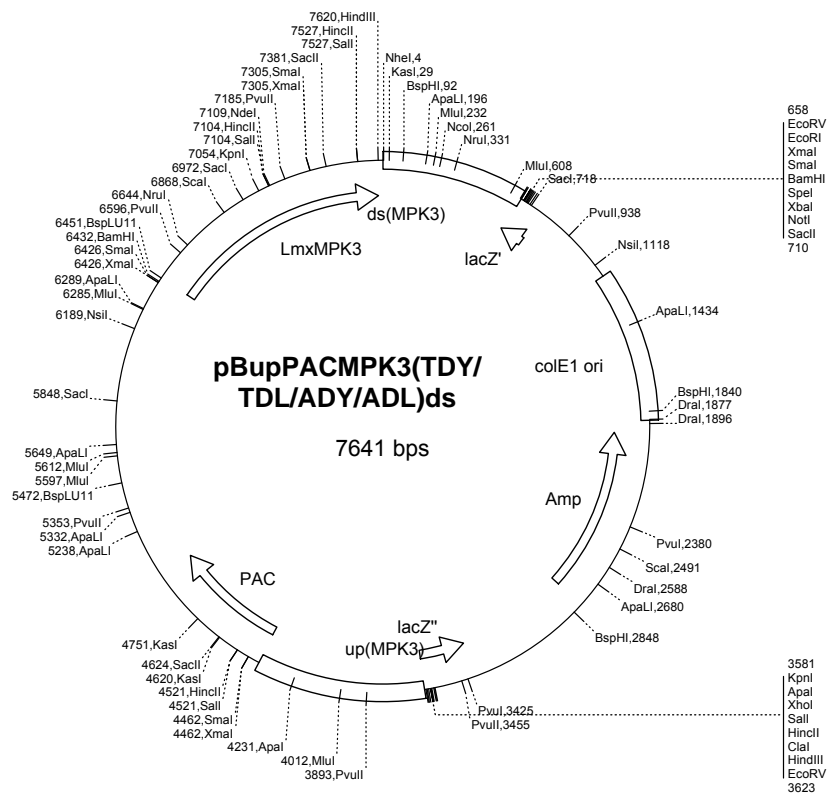 7620,HindIII
7527,HincII
7527,SalI
7381,SacII
7305,SmaI
7305,XmaI
7185,PvuII
7109,NdeI
7104,HincII
7104,SalI
7054,KpnI
6972,SacI
6868,ScaI
6644,NruI
6596,PvuII
6451,BspLU11
6432,BamHI
6426,SmaI
6426,XmaI
6289,ApaLI
6285,MluI
6189,NsiI
5848,SacI
5649,ApaLI
5612,MluI
5597,MluI
5472,BspLU11
5353,PvuII
5332,ApaLI
5238,ApaLI
4751,KasI
4624,SacII
4620,KasI
4521,HincII
4521,SalI
4462,SmaI
4462,XmaI
4231,ApaI
4012,MluI
3893,PvuII
NheI,4
KasI,29
BspHI,92
ApaLI,196
MluI,232
NcoI,261
NruI,331
MluI,608
SacI,718
PvuII,938
NsiI,1118
ApaLI,1434
BspHI,1840
DraI,1877
DraI,1896
PvuI,2380
ScaI,2491
DraI,2588
ApaLI,2680
BspHI,2848
PvuI,3425
PvuII,3455
658
EcoRV
EcoRI
XmaI
SmaI
BamHI
SpeI
XbaI
NotI
SacII
710
3581
KpnI
ApaI
XhoI
SalI
HincII
ClaI
HindIII
EcoRV
3623
ds(MPK3)
LmxMPK3
lacZ'
colE1 ori
pBupPACMPK3(TDY/
TDL/ADY/ADL)ds
7641 bps
Amp
PAC
lacZ''
up(MPK3)